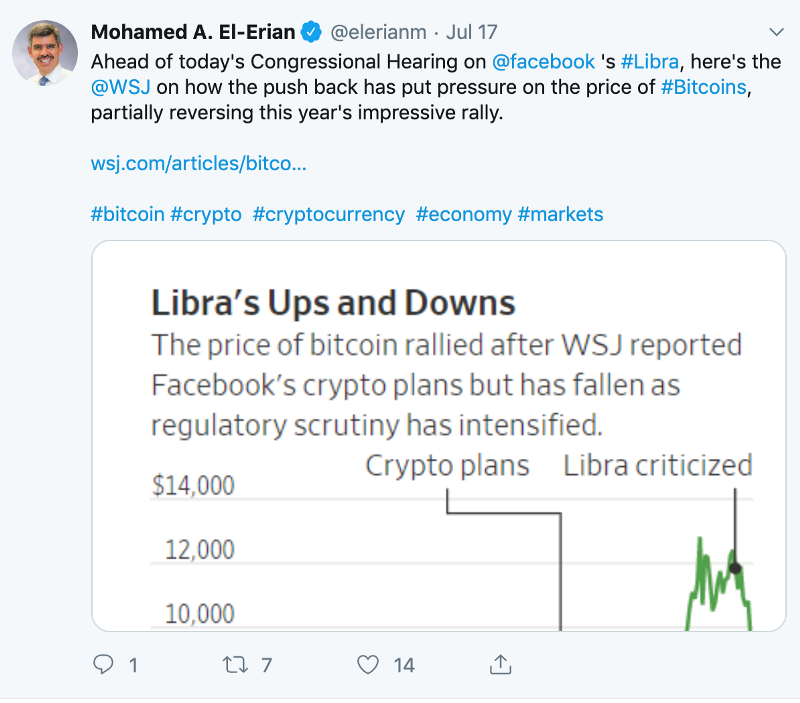 Mohamed A. El-Erian @elerianm · Jul 17
Ahead of today's Congressional Hearing on @facebook 's #Libra, here's the
@WSJ on how the push back has put pressure on the price of #Bitcoins,
partially reversing this year's impressive rally.
wsj.com/articles/bitco...
#bitcoin #crypto #cryptocurrency #economy #markets
Libra's Ups and Downs
The price of bitcoin rallied after WSJ reported
Facebook's crypto plans but has fallen as
regulatory scrutiny has intensified.
Crypto plans Libra criticized
$14,000
12,000
10,000
1 7 14